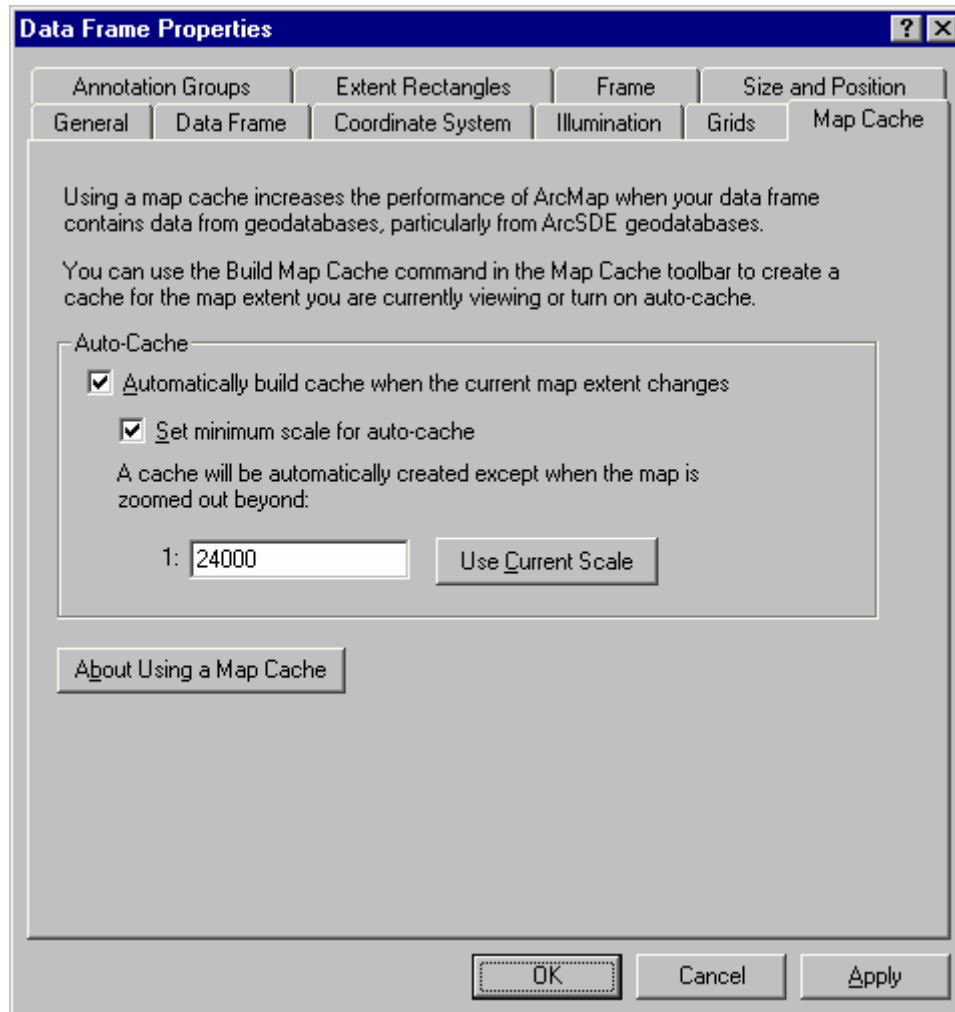 Data Frame Properties
Annotation Groups Extent Rectangles Frame Size and Position
General Data Frame Coordinate System Illumination Grids Map Cache
Using a map cache increases the performance of ArcMap when your data frame
contains data from geodatabases, particularly from ArcSDE geodatabases.
You can use the Build Map Cache command in the Map Cache toolbar to create a
cache for the map extent you are currently viewing or turn on auto-cache.
Auto-Cache
Automatically build cache when the current map extent changes
Set minimum scale for auto-cache
A cache will be automatically created except when the map is
zoomed out beyond:
1: 24000 Use Current Scale
About Using a Map Cache
OK Cancel Apply